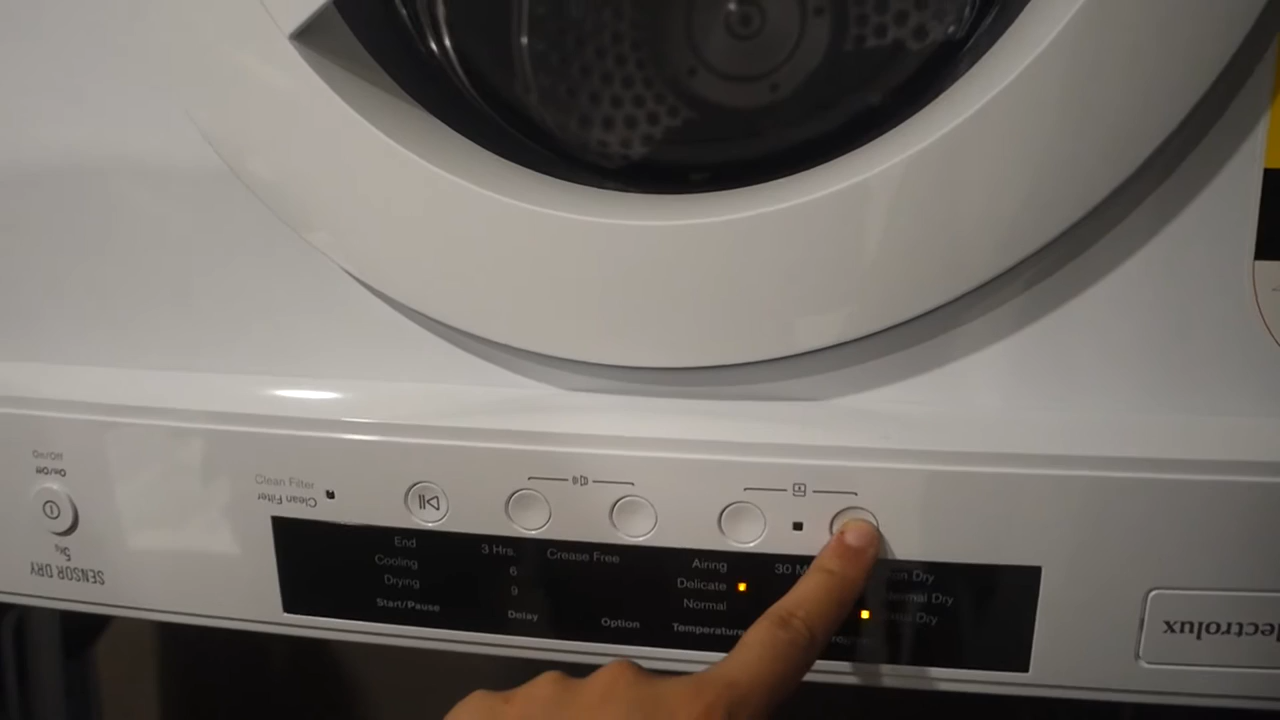 On/Off
On/Off
5Kg
SENSOR DRY
Clean Filter
Clean Filter
End
Cooling
Drying
Start/Pause
3 Hrs.
6
9
Delay
Crease Free
Option
Airing
Delicate
Normal
Temperature
30 M
Dry
Dry
Dry
lectrolux